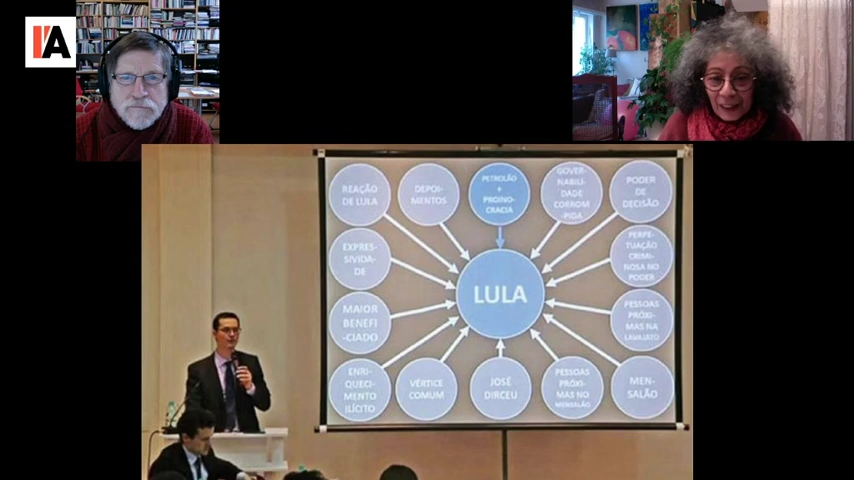 I'A
REAÇÃO
DE LULA
DEPOI-
MENTOS
PETROLÃO
+
PROPINO-
CRACIA
GOVER-
NABILI-
DADE
CORROM-
PIDA
PODER
DE
DECISÃO
EXPRES-
SIVIDA-
DE
PERPE-
TUAÇÃO
CRIMI-
NOSA NO
PODER
LULA
MAIOR
BENEFI
-CIADO
PESSOAS
PRÓXI-
MAS NA
LAVAJATO
ENRI-
QUECI-
MENTO
ILÍCITO
VÉRTICE
COMUM
JOSÉ
DIRCEU
PESSOAS
PRÓXI-
MAS NO
MENSALÃO
MEN-
SALÃO